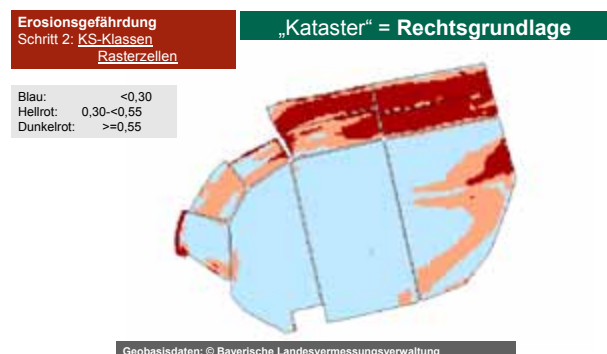 Erosionsgefährdung
Schritt 2: KS-Klassen
Rasterzellen
„Kataster“ = Rechtsgrundlage
Blau: <0,30
Hellrot: 0,30-<0,55
Dunkelrot: >=0,55
Geobasisdaten: © Bayerische Landesvermessungsverwaltung